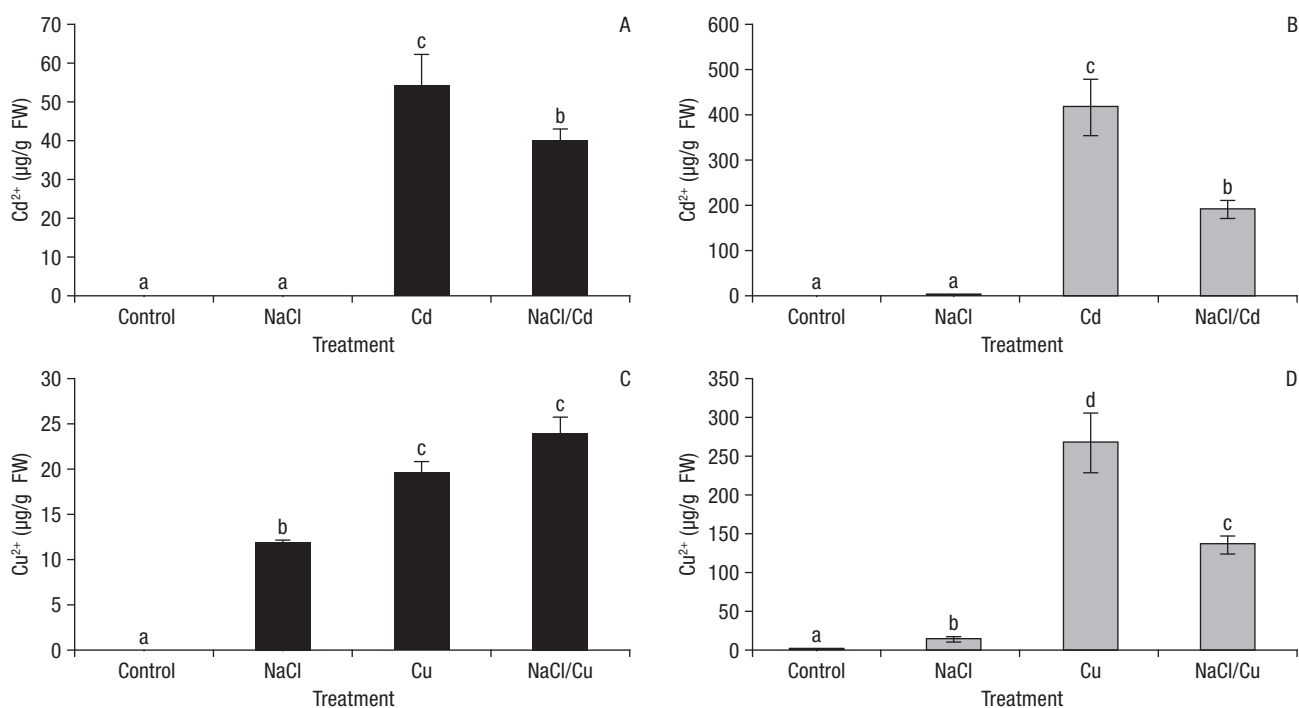 A
Cd²⁺ (µg/g FW)
70
60
50
40
30
20
10
0
a
a
c
b
Control NaCl Cd NaCl/Cd
Treatment
B
Cd²⁺ (µg/g FW)
600
500
400
300
200
100
0
a
a
c
b
Control NaCl Cd NaCl/Cd
Treatment
C
Cu²⁺ (µg/g FW)
30
25
20
15
10
5
0
a
b
c
c
Control NaCl Cu NaCl/Cu
Treatment
D
Cu²⁺ (µg/g FW)
350
300
250
200
150
100
50
0
a
b
d
c
Control NaCl Cu NaCl/Cu
Treatment